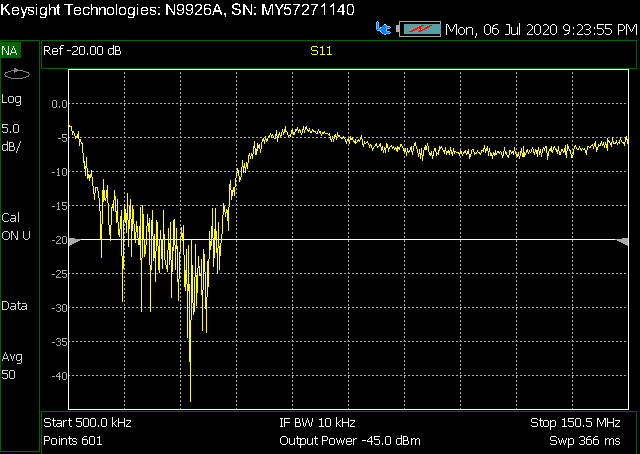 Keysight Technologies: N9926A, SN: MY57271140
Mon, 06 Jul 2020 9:23:55 PM
NA
Ref -20.00 dB
S11
Log
5.0
dB/
Cal
ON U
Data
Avg
50
0.0
-5
-10
-15
-20
-25
-30
-35
-40
Start 500.0 kHz
IF BW 10 kHz
Stop 150.5 MHz
Points 601
Output Power -45.0 dBm
Swp 366 ms